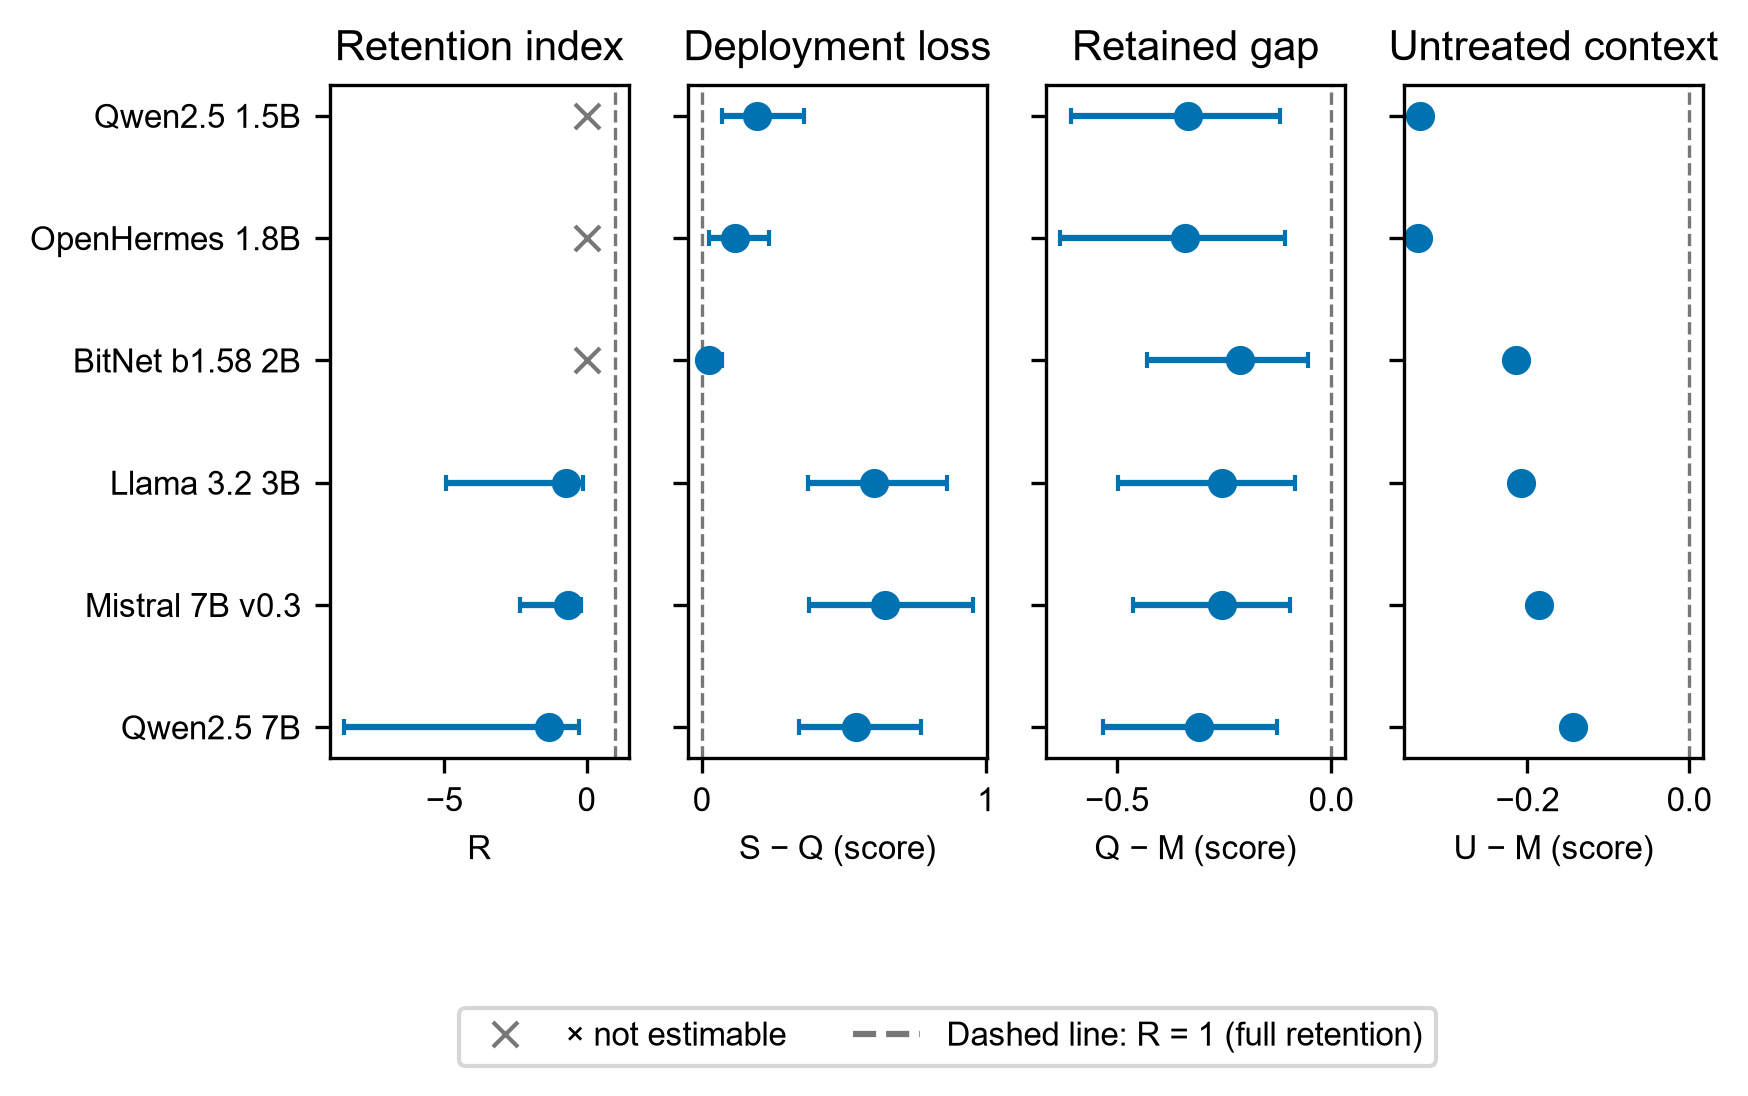 Retention index
Deployment loss
Retained gap
Untreated context
Qwen2.5 1.5B
OpenHermes 1.8B
BitNet b1.58 2B
Llama 3.2 3B
Mistral 7B v0.3
Qwen2.5 7B
−5 0
0 1
−0.5 0.0
−0.2 0.0
R
S − Q (score)
Q − M (score)
U − M (score)
× not estimable
Dashed line: R = 1 (full retention)